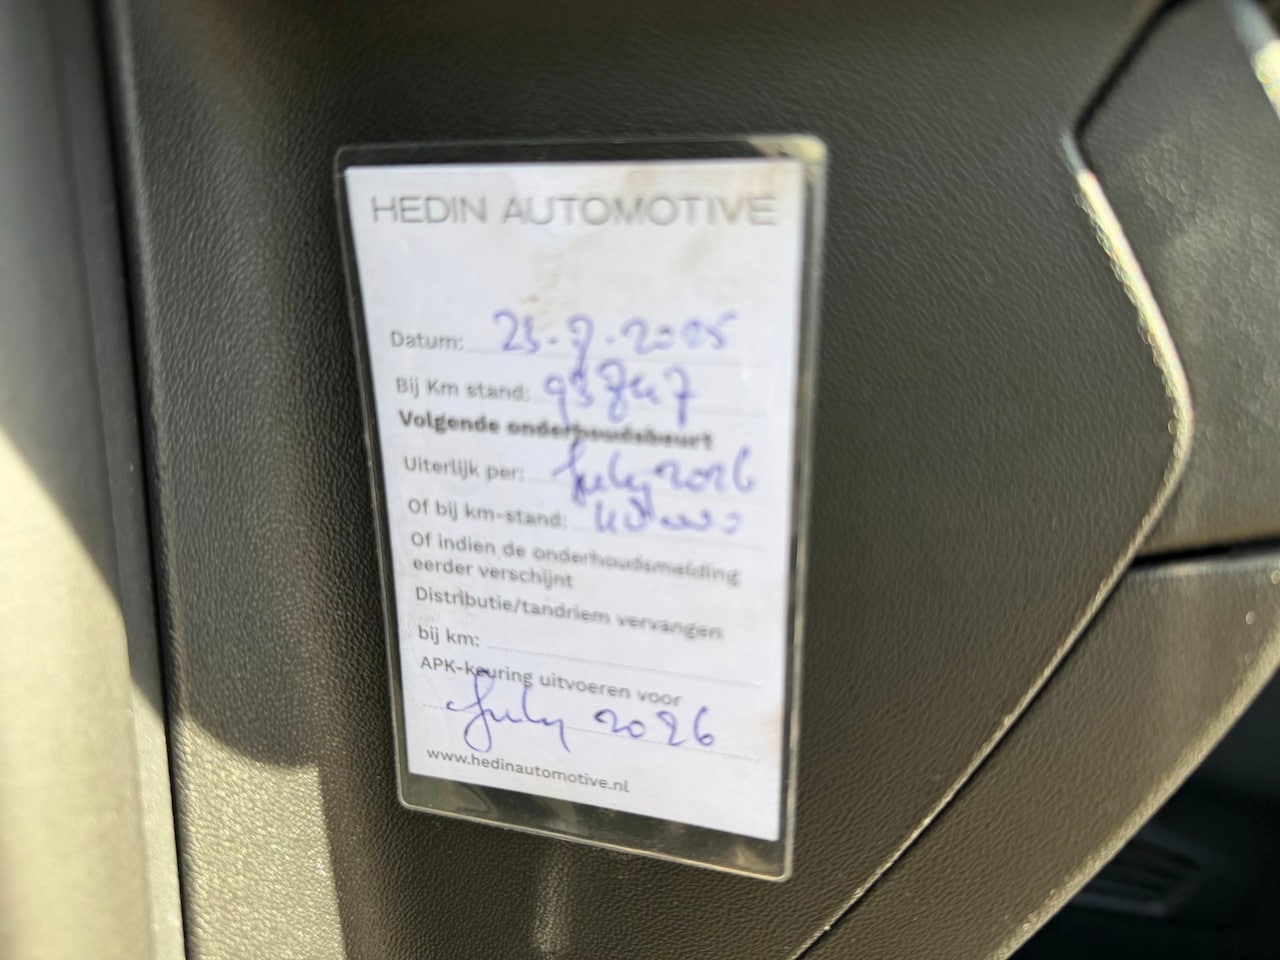 HEDIN AUTOMOTIVE
Datum: 23-7-2025
Bij Km stand:
Volgende onderhoudsbeurt
Uiterlijk per: July 2026
Of bij km-stand:
Of indien de onderhoudsmelding
eerder verschijnt
Distributie/tandriem vervangen
bij km:
APK-keuring uitvoeren voor
July 2026
www.hedinautomotive.nl